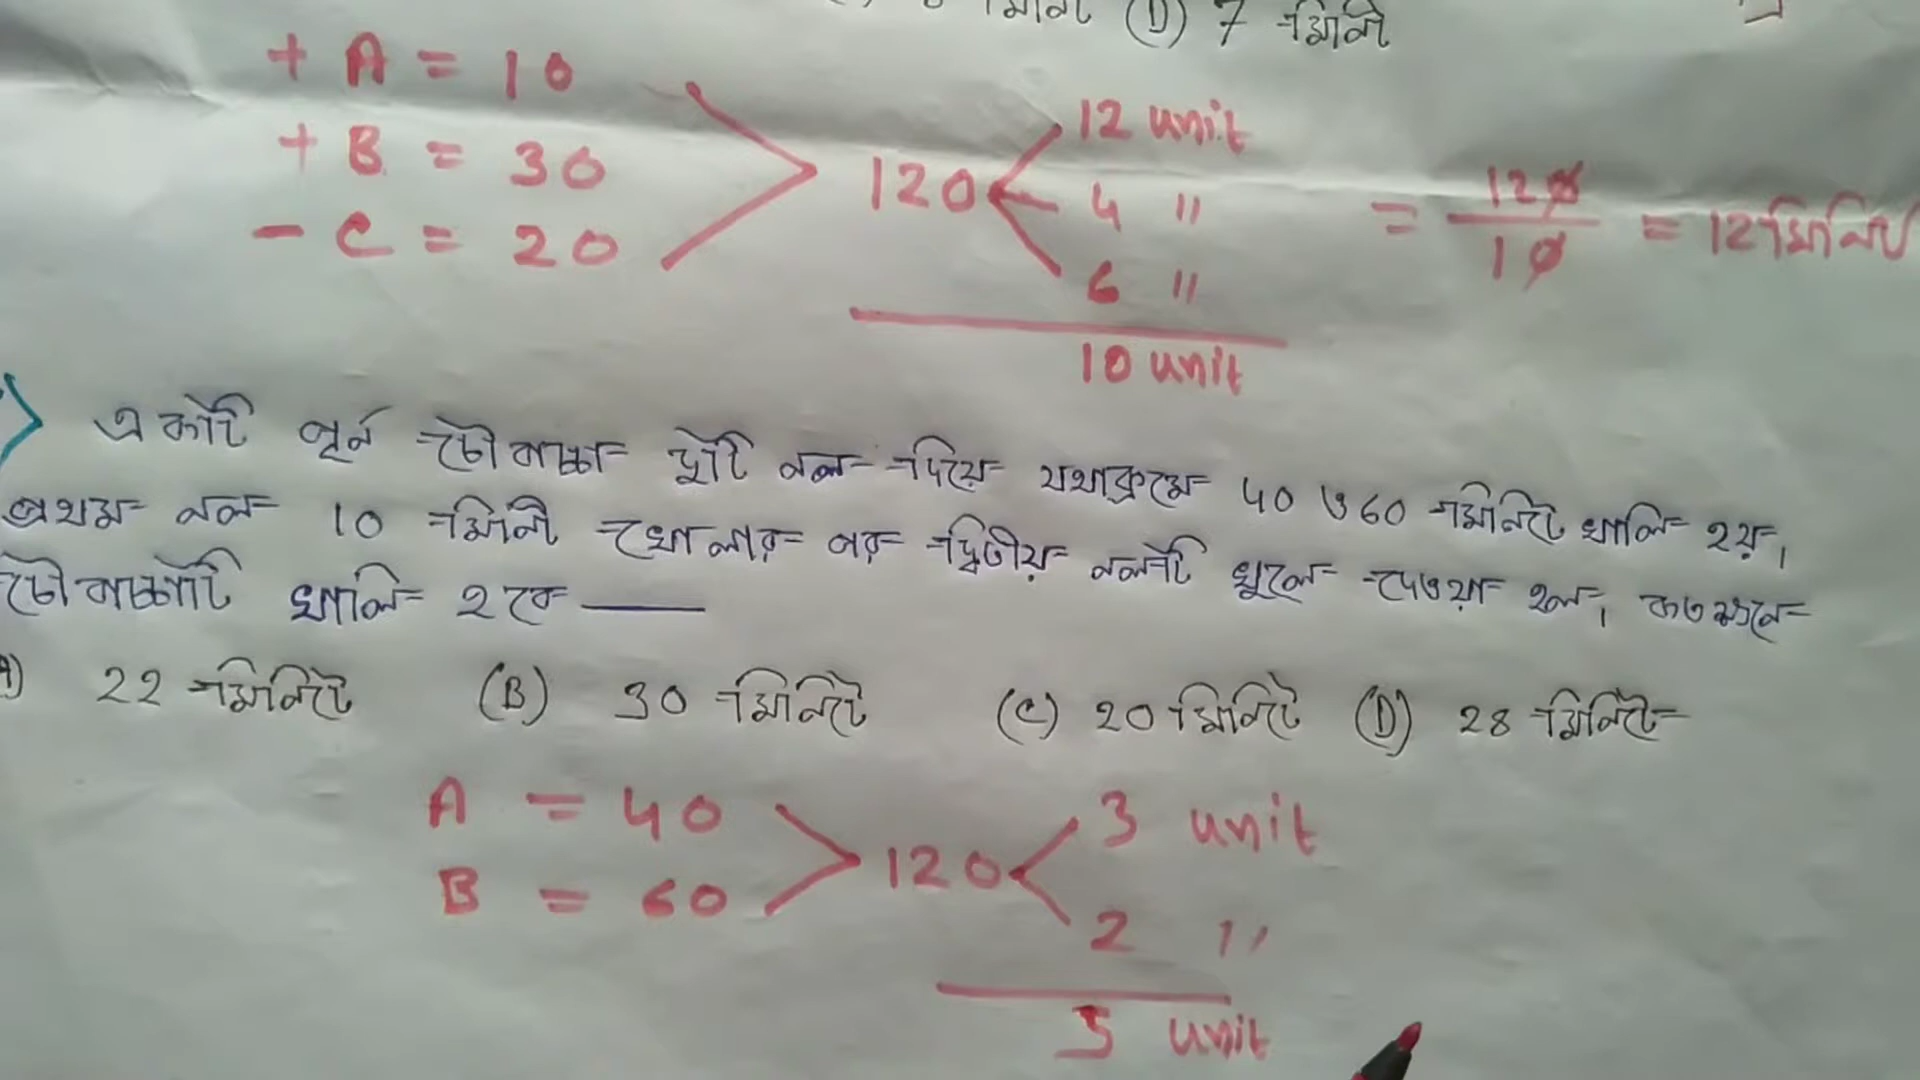 (D) 7 মিনিট
+ A = 10
+ B = 30
- C = 20
120
12 unit
4 "
6 "
10 unit
= 120/10 = 12 মিনিট
একটি পূর্ন চৌবাচ্চা দুটি নল দিয়ে যথাক্রমে 40 ও 60 মিনিটে খালি হয়।
প্রথম নল 10 মিনিট খোলার পর দ্বিতীয় নলটি খুলে দেওয়া হল। কতক্ষনে
চৌবাচ্চাটি খালি হবে ———
22 মিনিটে (B) 30 মিনিটে (C) 20 মিনিটে (D) 28 মিনিটে
A = 40
B = 60
120
3 unit
2 "
5 unit